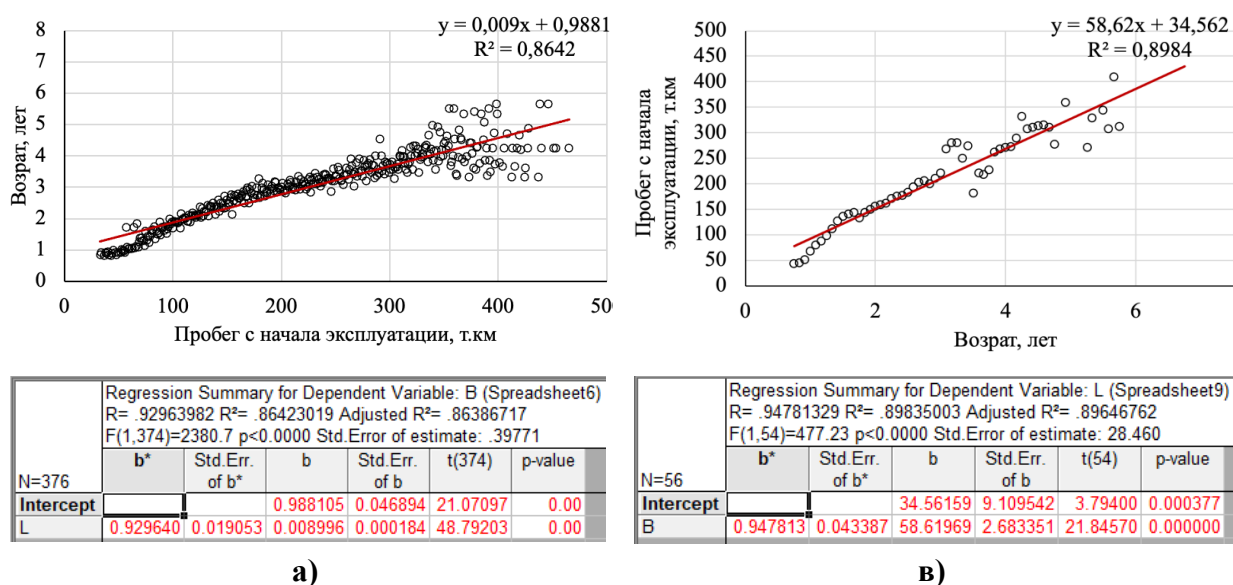 y = 0,009x + 0,9881
R² = 0,8642
8
7
6
5
4
3
2
1
0
Возрат, лет
0 100 200 300 400 500
Пробег с начала эксплуатации, т.км
y = 58,62x + 34,562
R² = 0,8984
500
450
400
350
300
250
200
150
100
50
0
Пробег с начала
эксплуатации, т.км
0 2 4 6
Возрат, лет
Regression Summary for Dependent Variable: B (Spreadsheet6)
R= .92963982 R²= .86423019 Adjusted R²= .86386717
F(1,374)=2380.7 p<0.0000 Std.Error of estimate: .39771
N=376 b* Std.Err. of b* b Std.Err. of b t(374) p-value
Intercept 0.988105 0.046894 21.07097 0.00
L 0.929640 0.019053 0.008996 0.000184 48.79203 0.00
а)
Regression Summary for Dependent Variable: L (Spreadsheet9)
R= .94781329 R²= .89835003 Adjusted R²= .89646762
F(1,54)=477.23 p<0.0000 Std.Error of estimate: 28.460
N=56 b* Std.Err. of b* b Std.Err. of b t(54) p-value
Intercept 34.56159 9.109542 3.79400 0.000377
B 0.947813 0.043387 58.61969 2.683351 21.84570 0.000000
в)